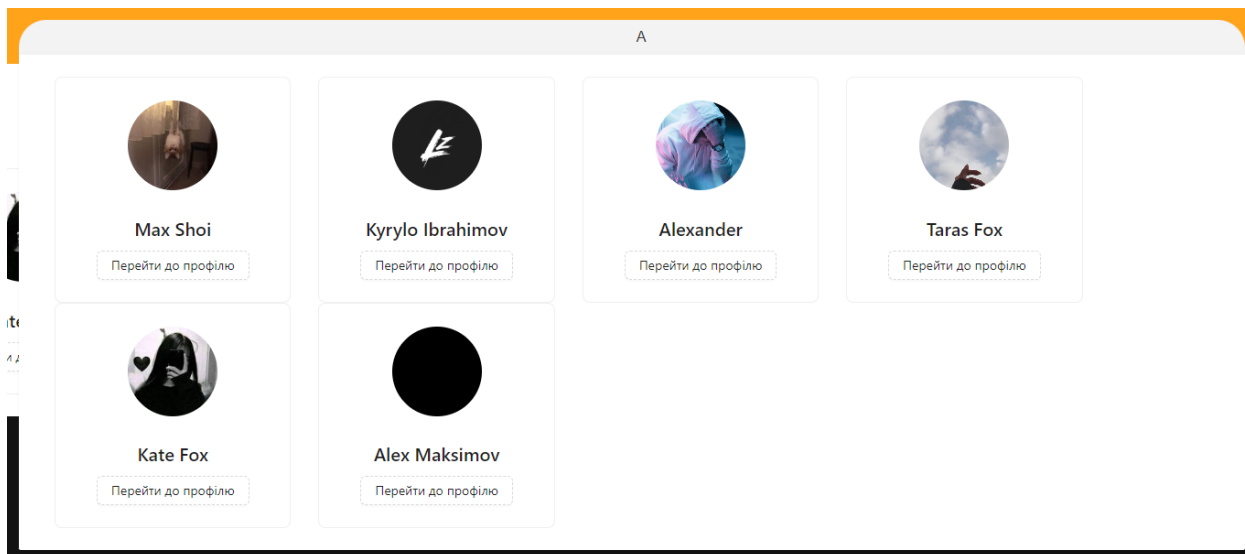 A
Max Shoi
Kyrylo Ibrahimov
Alexander
Taras Fox
Перейти до профілю
Перейти до профілю
Перейти до профілю
Перейти до профілю
Kate Fox
Alex Maksimov
Перейти до профілю
Перейти до профілю